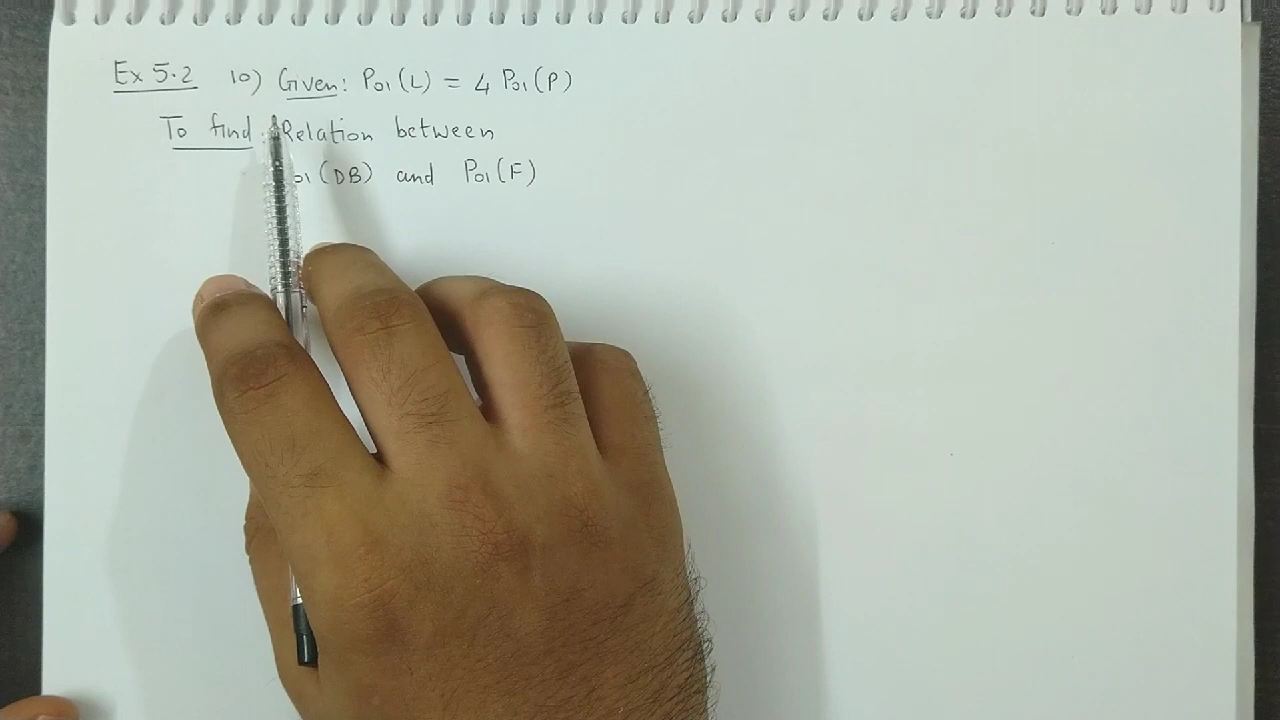 Ex 5.2 10) Given: P01(L) = 4 P01(P)
To find Relation between
01(DB) and P01(F)